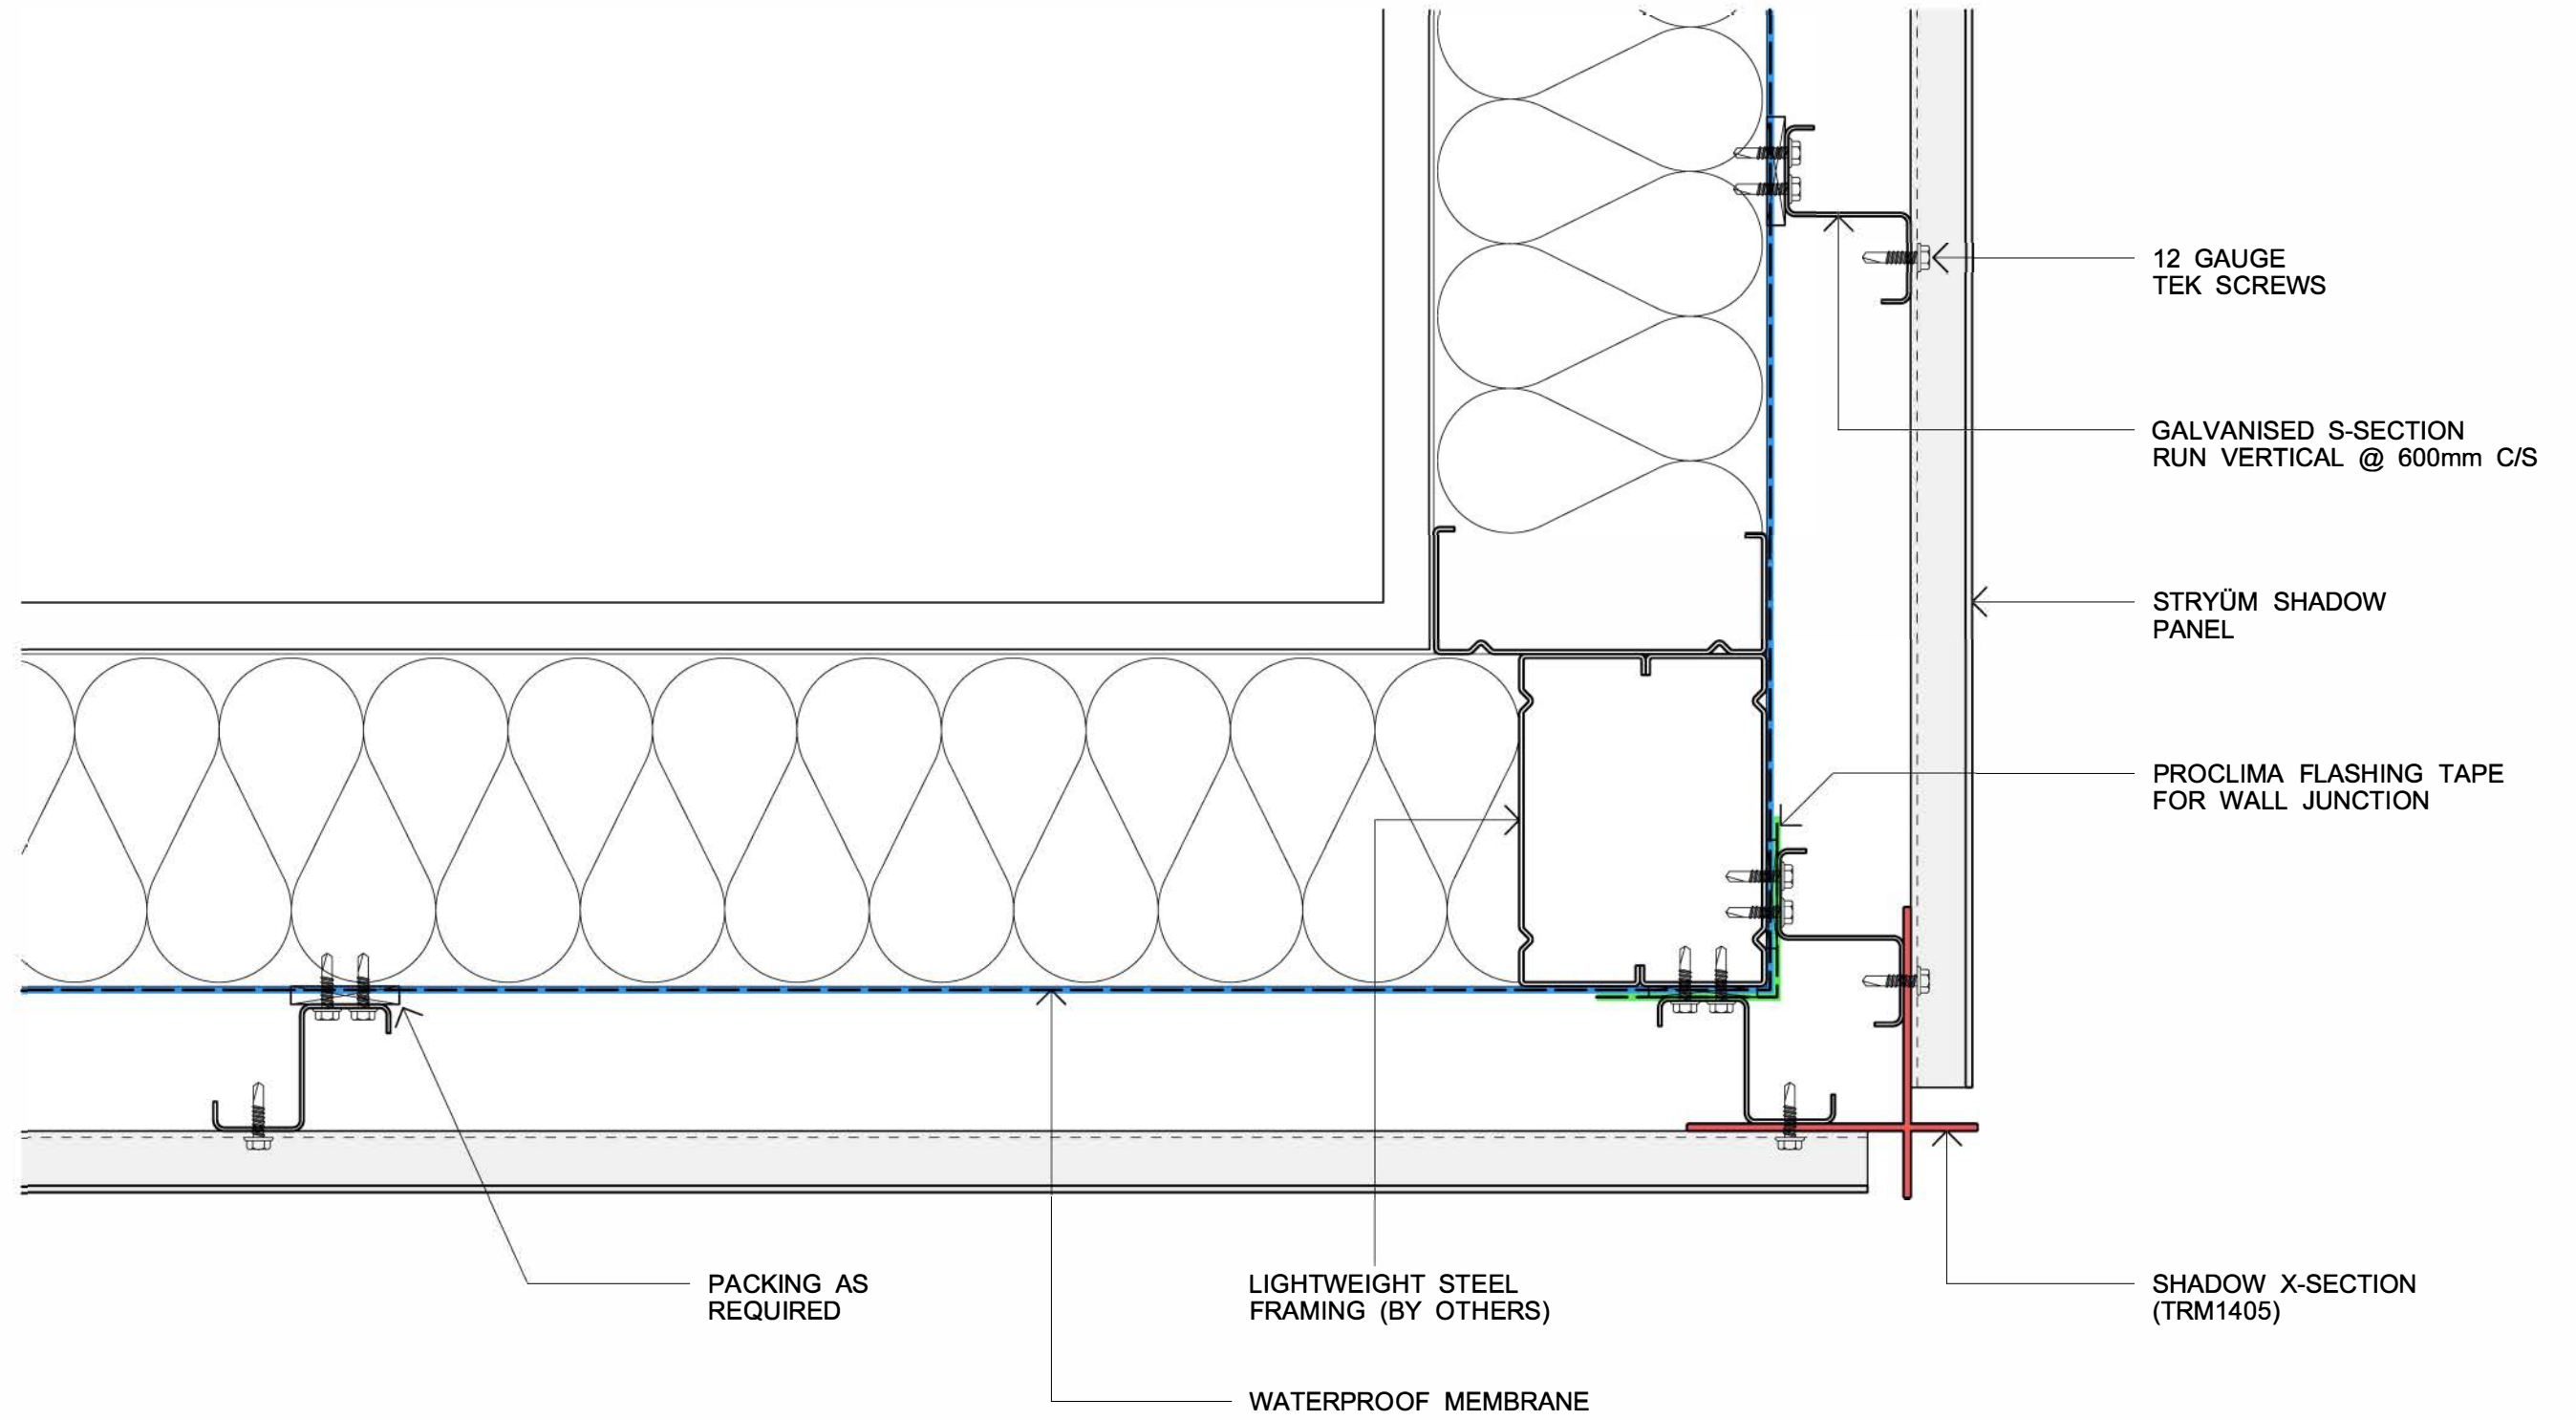 12 GAUGE
TEK SCREWS
GALVANISED S-SECTION
RUN VERTICAL @ 600mm C/S
STRYÜM SHADOW
PANEL
PROCLIMA FLASHING TAPE
FOR WALL JUNCTION
PACKING AS
REQUIRED
LIGHTWEIGHT STEEL
FRAMING (BY OTHERS)
SHADOW X-SECTION
(TRM1405)
WATERPROOF MEMBRANE